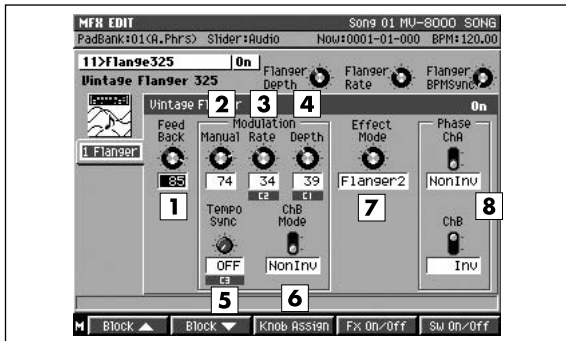 MFX EDIT Song 01 MV-8000 SONG
PadBank:01(A.Phrs) Slider:Audio Now:0001-01-000 BPM:120.00
11>Flange325 On
Vintage Flanger 325
Flanger Depth
Flanger Rate
Flanger BPMSync
Vintage Flanger On
1 Flanger
Feed Back
85
1
2 3 4
Modulation
Manual Rate Depth
74 34 39
C2 C1
Tempo Sync
OFF
C3
5
ChB Mode
NonInv
6
Effect Mode
Flanger2
7
Phase
ChA
NonInv
8
ChB
Inv
M Block ▲ Block ▼ Knob Assign Fx On/Off Sw On/Off